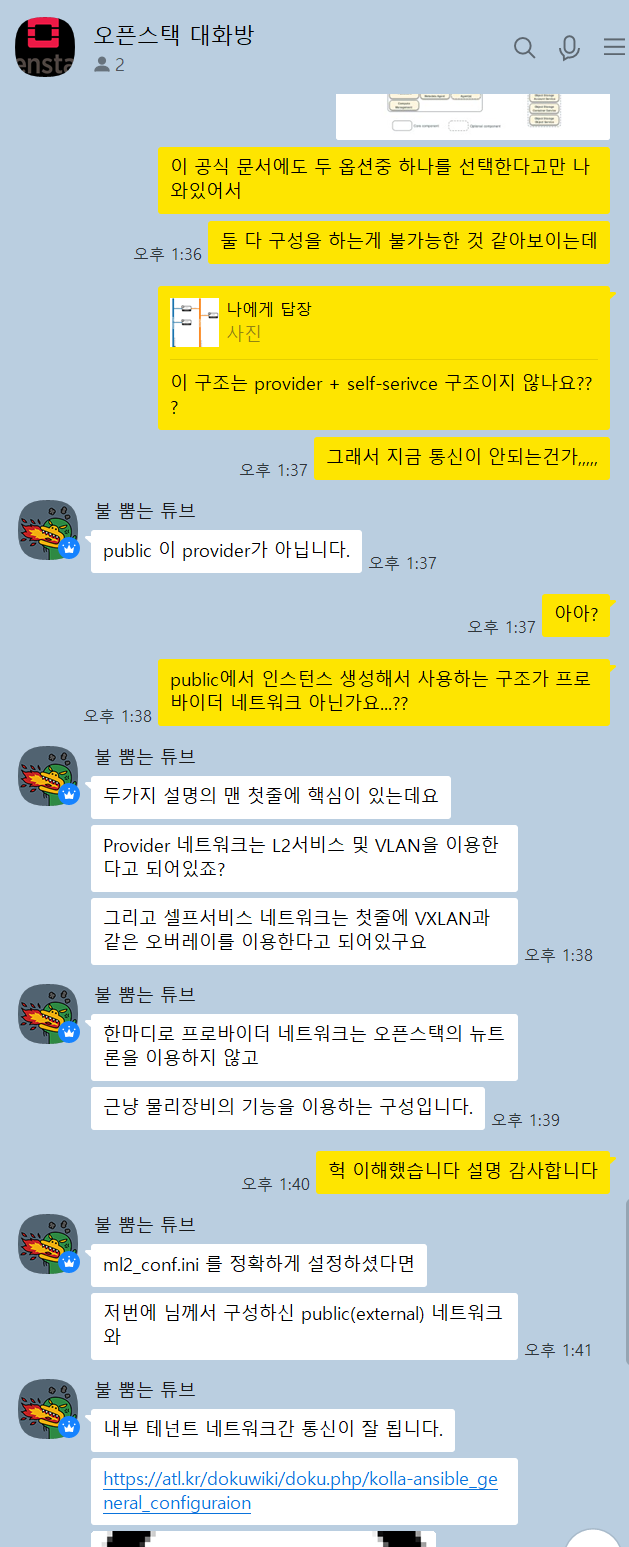 오픈스택 대화방
2
ensta
이 공식 문서에도 두 옵션중 하나를 선택한다고만 나
와있어서
둘 다 구성을 하는게 불가능한 것 같아보이는데
오후 1:36
나에게 답장
사진
이 구조는 provider + self-serivce 구조이지 않나요??
?
그래서 지금 통신이 안되는건가,,,,,
오후 1:37
불 뿜는 튜브
public 이 provider가 아닙니다.
오후 1:37
아아?
오후 1:37
public에서 인스턴스 생성해서 사용하는 구조가 프로
바이더 네트워크 아닌가요...??
오후 1:38
불 뿜는 튜브
두가지 설명의 맨 첫줄에 핵심이 있는데요
Provider 네트워크는 L2서비스 및 VLAN을 이용한
다고 되어있죠?
그리고 셀프서비스 네트워크는 첫줄에 VXLAN과
같은 오버레이를 이용한다고 되어있구요
오후 1:38
불 뿜는 튜브
한마디로 프로바이더 네트워크는 오픈스택의 뉴트
론을 이용하지 않고
근냥 물리장비의 기능을 이용하는 구성입니다.
오후 1:39
헉 이해했습니다 설명 감사합니다
오후 1:40
불 뿜는 튜브
ml2_conf.ini 를 정확하게 설정하셨다면
저번에 님께서 구성하신 public(external) 네트워크
와
오후 1:41
불 뿜는 튜브
내부 테넌트 네트워크간 통신이 잘 됩니다.
https://atl.kr/dokuwiki/doku.php/kolla-ansible_ge
neral_configuraion